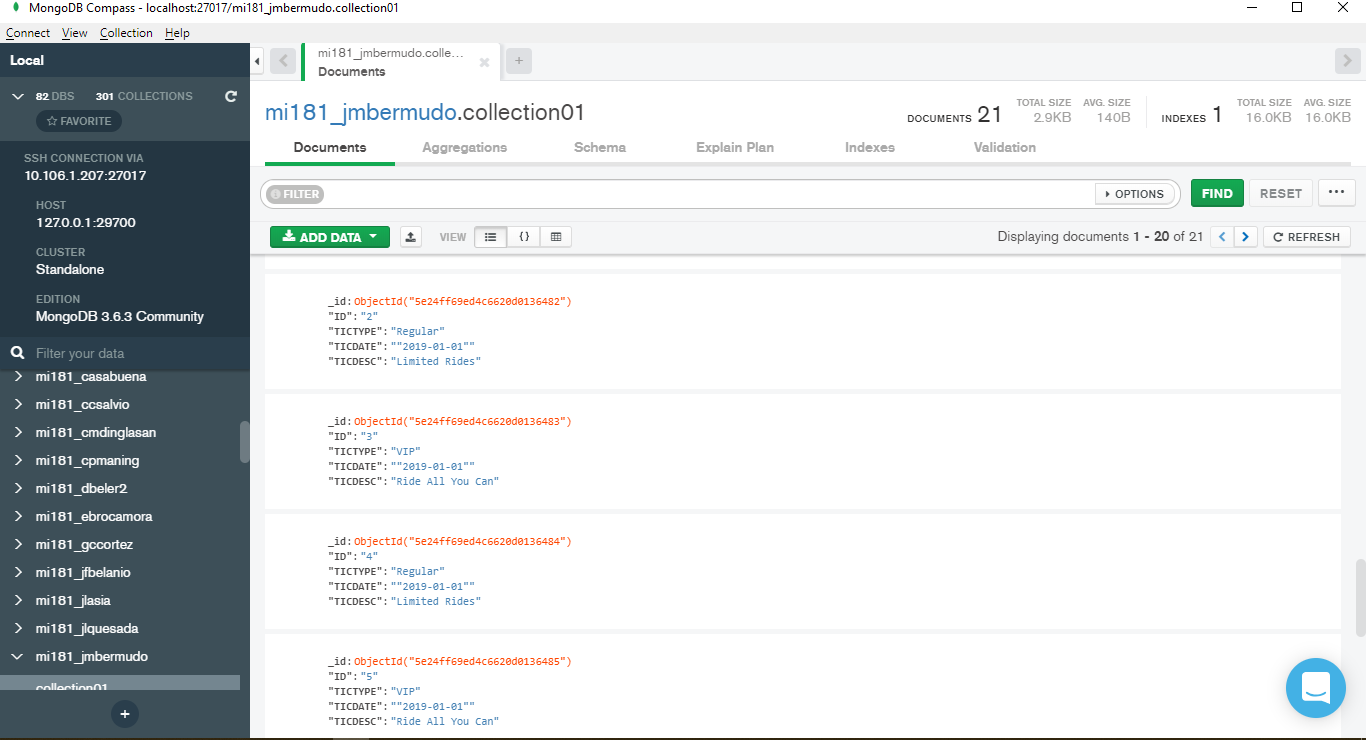 MongoDB Compass - localhost:27017/mi181_jmbermudo.collection01
Connect View Collection Help
Local
82 DBS 301 COLLECTIONS
FAVORITE
SSH CONNECTION VIA
10.106.1.207:27017
HOST
127.0.0.1:29700
CLUSTER
Standalone
EDITION
MongoDB 3.6.3 Community
Filter your data
mi181_casabuena
mi181_ccsalvio
mi181_cmdinglasan
mi181_cpmaning
mi181_dbeler2
mi181_ebrocamora
mi181_gccortez
mi181_jfbelanio
mi181_jlasia
mi181_jlquesada
mi181_jmbermudo
collection01
+
mi181_jmbermudo.colle...
Documents
+
mi181_jmbermudo.collection01
DOCUMENTS 21 TOTAL SIZE 2.9KB AVG. SIZE 140B INDEXES 1 TOTAL SIZE 16.0KB AVG. SIZE 16.0KB
Documents Aggregations Schema Explain Plan Indexes Validation
FILTER OPTIONS FIND RESET ...
ADD DATA VIEW {} Displaying documents 1 - 20 of 21 < > REFRESH
_id: ObjectId("5e24ff69ed4c6620d0136482")
"ID": "2"
"TICTYPE": "Regular"
"TICDATE": ""2019-01-01""
"TICDESC": "Limited Rides"
_id: ObjectId("5e24ff69ed4c6620d0136483")
"ID": "3"
"TICTYPE": "VIP"
"TICDATE": ""2019-01-01""
"TICDESC": "Ride All You Can"
_id: ObjectId("5e24ff69ed4c6620d0136484")
"ID": "4"
"TICTYPE": "Regular"
"TICDATE": ""2019-01-01""
"TICDESC": "Limited Rides"
_id: ObjectId("5e24ff69ed4c6620d0136485")
"ID": "5"
"TICTYPE": "VIP"
"TICDATE": ""2019-01-01""
"TICDESC": "Ride All You Can"